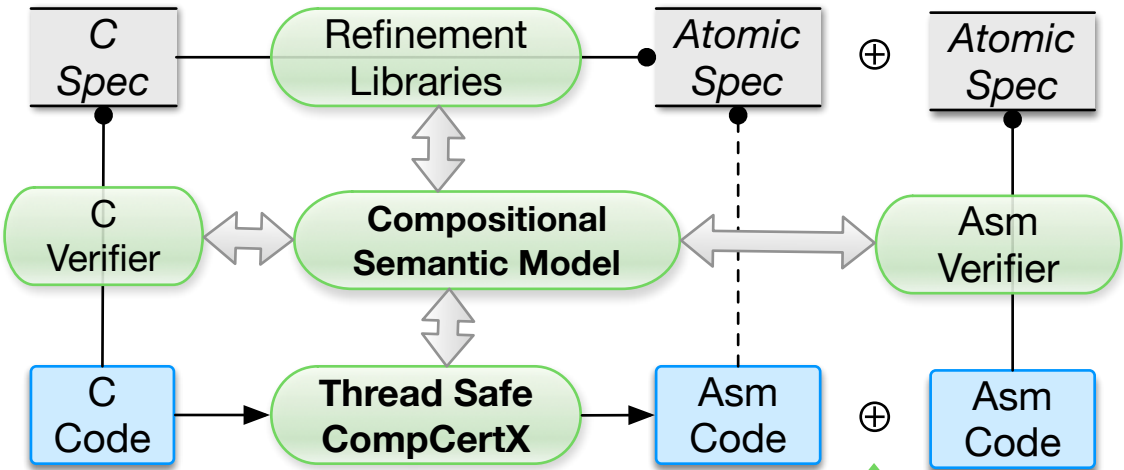 C
Spec
Refinement
Libraries
Atomic
Spec
⊕
Atomic
Spec
C
Verifier
Compositional
Semantic Model
Asm
Verifier
C
Code
Thread Safe
CompCertX
Asm
Code
⊕
Asm
Code